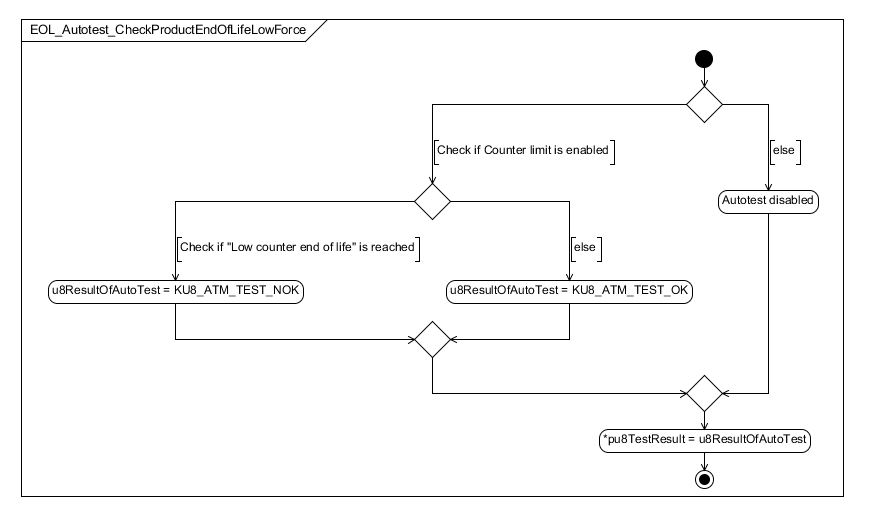 EOL_Autotest_CheckProductEndOfLifeLowForce
[Check if Counter limit is enabled]
[else]
Autotest disabled
[Check if "Low counter end of life" is reached]
[else]
u8ResultOfAutoTest = KU8_ATM_TEST_NOK
u8ResultOfAutoTest = KU8_ATM_TEST_OK
*pu8TestResult = u8ResultOfAutoTest